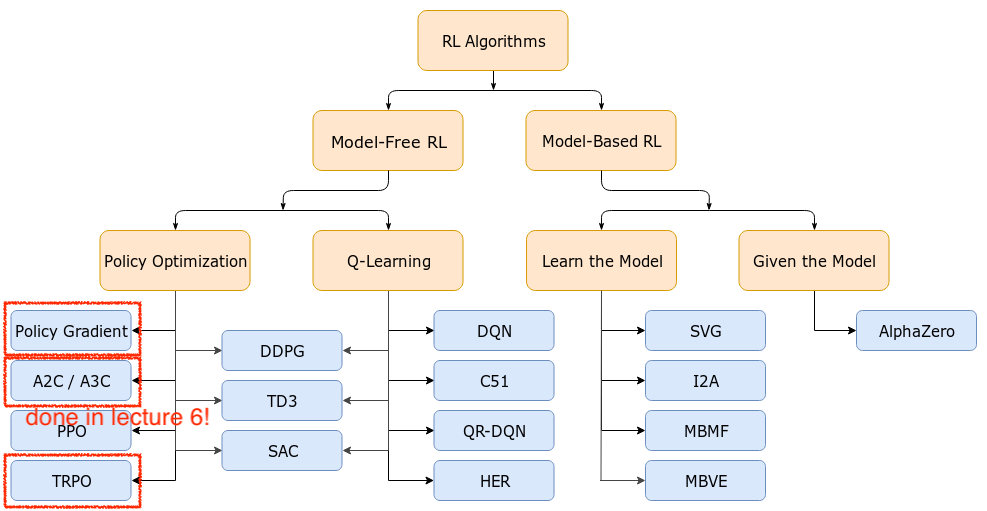 RL Algorithms
Model-Free RL
Model-Based RL
Policy Optimization
Q-Learning
Learn the Model
Given the Model
Policy Gradient
A2C / A3C
done in lecture 6!
PPO
TRPO
DDPG
TD3
SAC
DQN
C51
QR-DQN
HER
SVG
I2A
MBMF
MBVE
AlphaZero